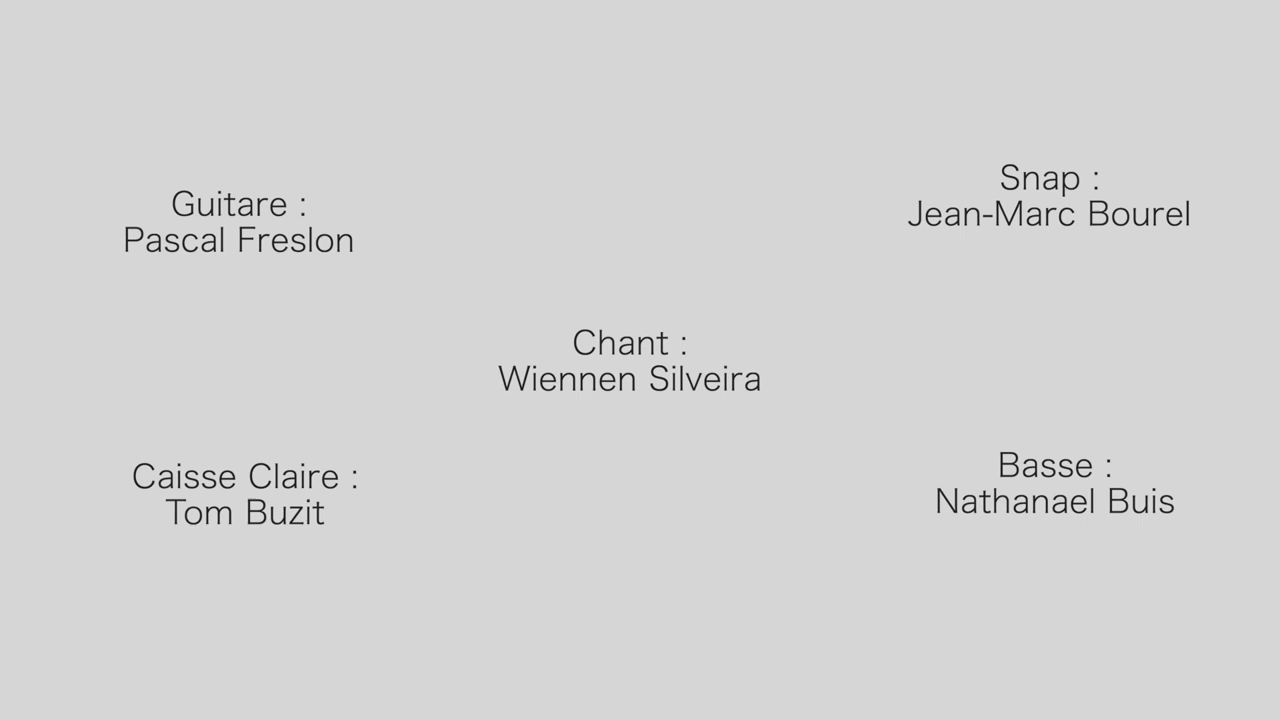 Guitare :
Pascal Freslon
Snap :
Jean-Marc Bourel
Chant :
Wiennen Silveira
Caisse Claire :
Tom Buzit
Basse :
Nathanael Buis